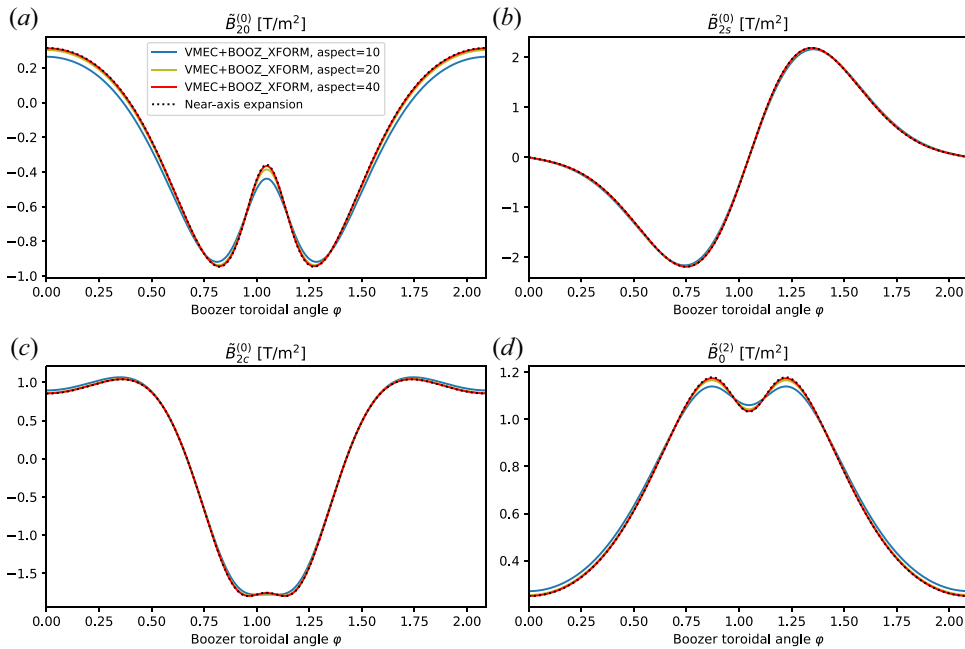 (a)
B̃₂₀⁽⁰⁾ [T/m²]
VMEC+BOOZ_XFORM, aspect=10
VMEC+BOOZ_XFORM, aspect=20
VMEC+BOOZ_XFORM, aspect=40
Near-axis expansion
0.2
0.0
−0.2
−0.4
−0.6
−0.8
−1.0
0.00 0.25 0.50 0.75 1.00 1.25 1.50 1.75 2.00
Boozer toroidal angle φ
(b)
B̃₂ₛ⁽⁰⁾ [T/m²]
2
1
0
−1
−2
0.00 0.25 0.50 0.75 1.00 1.25 1.50 1.75 2.00
Boozer toroidal angle φ
(c)
B̃₂c⁽⁰⁾ [T/m²]
1.0
0.5
0.0
−0.5
−1.0
−1.5
0.00 0.25 0.50 0.75 1.00 1.25 1.50 1.75 2.00
Boozer toroidal angle φ
(d)
B̃₀⁽²⁾ [T/m²]
1.2
1.0
0.8
0.6
0.4
0.00 0.25 0.50 0.75 1.00 1.25 1.50 1.75 2.00
Boozer toroidal angle φ